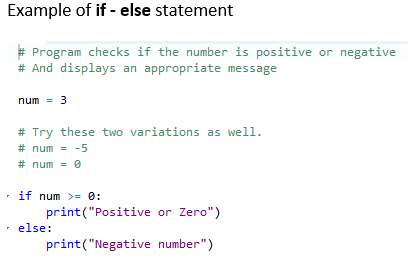 Example of if - else statement
# Program checks if the number is positive or negative
# And displays an appropriate message
num = 3
# Try these two variations as well.
# num = -5
# num = 0
if num >= 0:
    print("Positive or Zero")
else:
    print("Negative number")